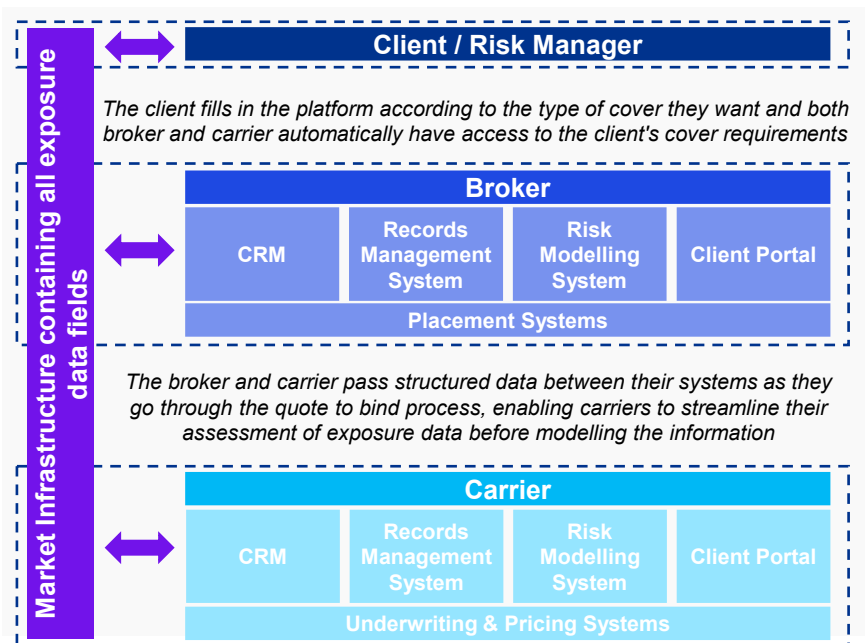 Market Infrastructure containing all exposure
data fields
Client / Risk Manager
The client fills in the platform according to the type of cover they want and both
broker and carrier automatically have access to the client's cover requirements
Broker
CRM
Records
Management
System
Risk
Modelling
System
Client Portal
Placement Systems
The broker and carrier pass structured data between their systems as they
go through the quote to bind process, enabling carriers to streamline their
assessment of exposure data before modelling the information
Carrier
CRM
Records
Management
System
Risk
Modelling
System
Client Portal
Underwriting & Pricing Systems